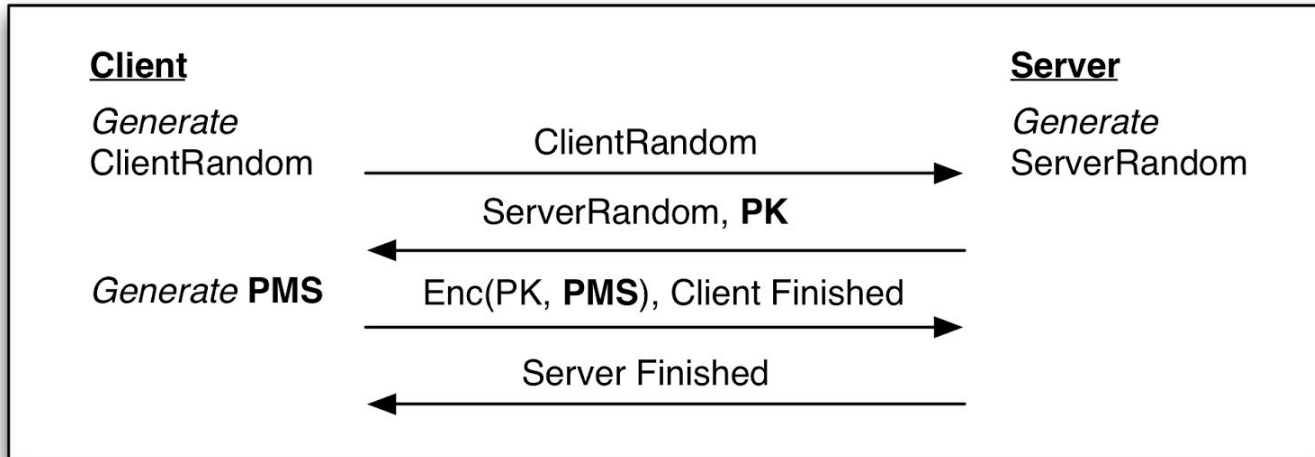 Client
Server
Generate
ClientRandom
ClientRandom
Generate
ServerRandom
ServerRandom, PK
Generate PMS
Enc(PK, PMS), Client Finished
Server Finished